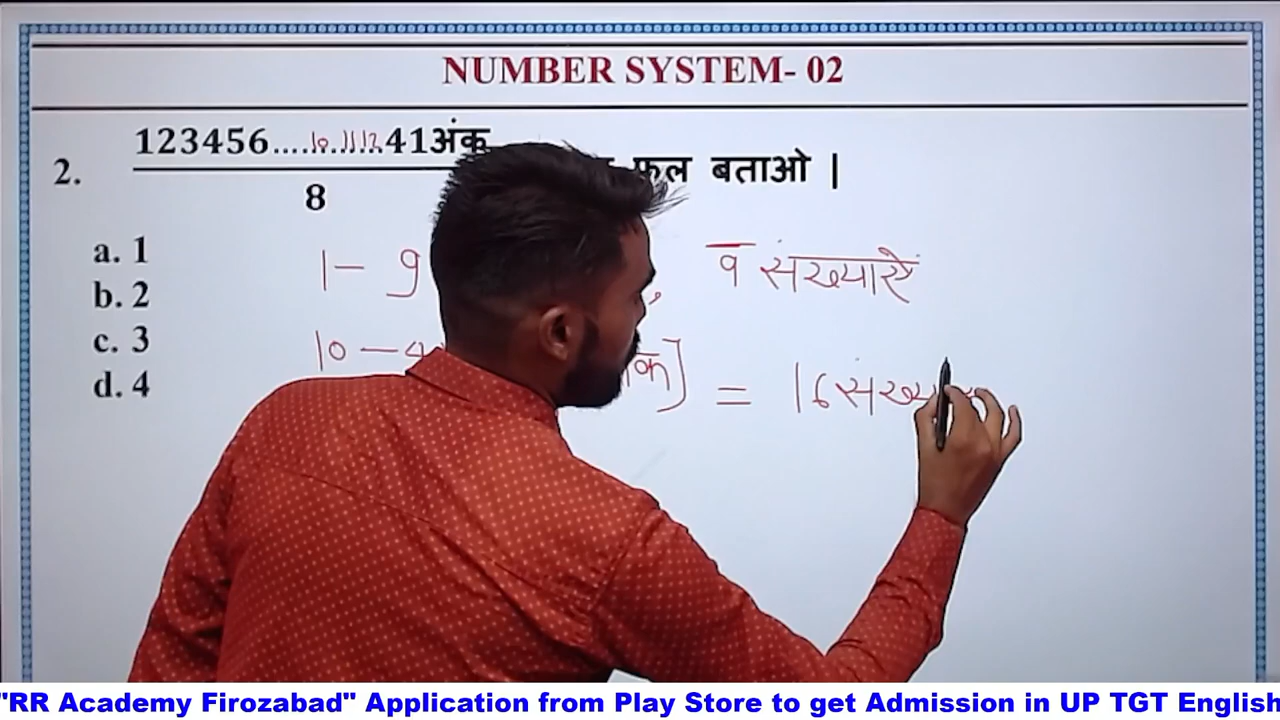 NUMBER SYSTEM- 02
2. 123456....10 11 12..41अंक
8
फल बताओ |
a. 1
b. 2
c. 3
d. 4
1 - 9 , 9 संख्याऐं
10 - 4 ] = 16 संख्या
"RR Academy Firozabad" Application from Play Store to get Admission in UP TGT English